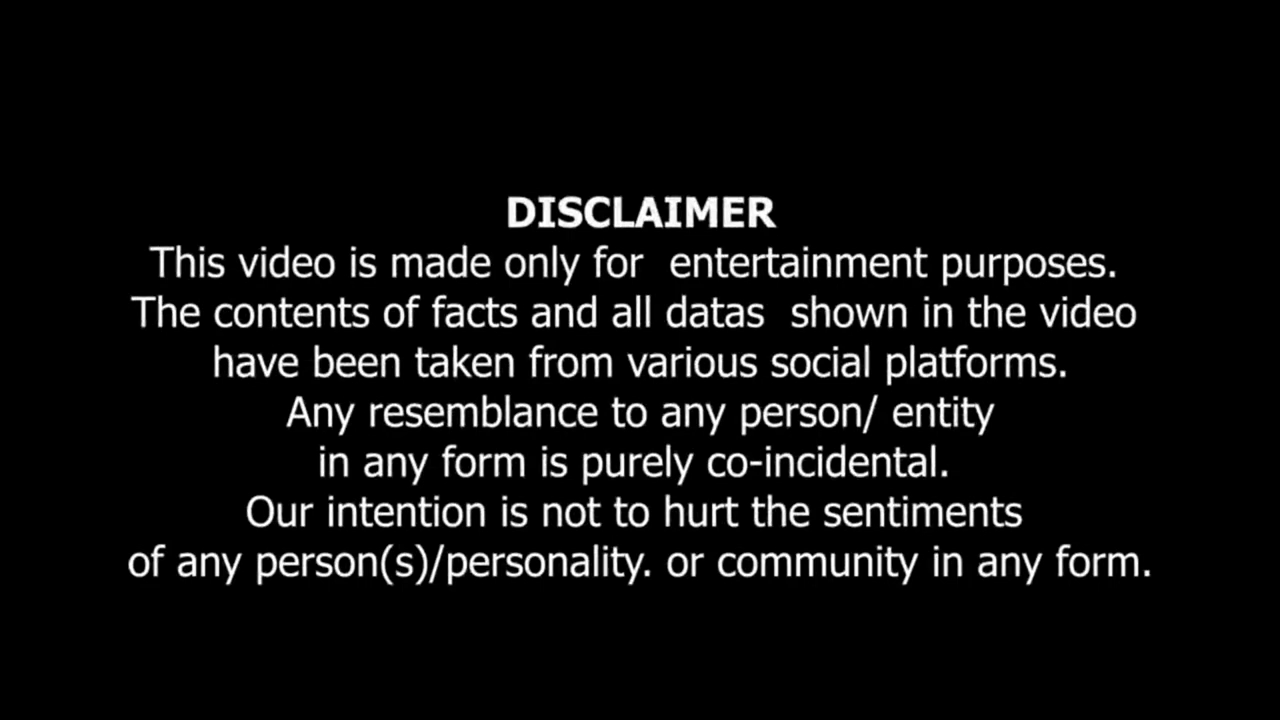 DISCLAIMER
This video is made only for  entertainment purposes.
The contents of facts and all datas  shown in the video
have been taken from various social platforms.
Any resemblance to any person/ entity
in any form is purely co-incidental.
Our intention is not to hurt the sentiments
of any person(s)/personality. or community in any form.